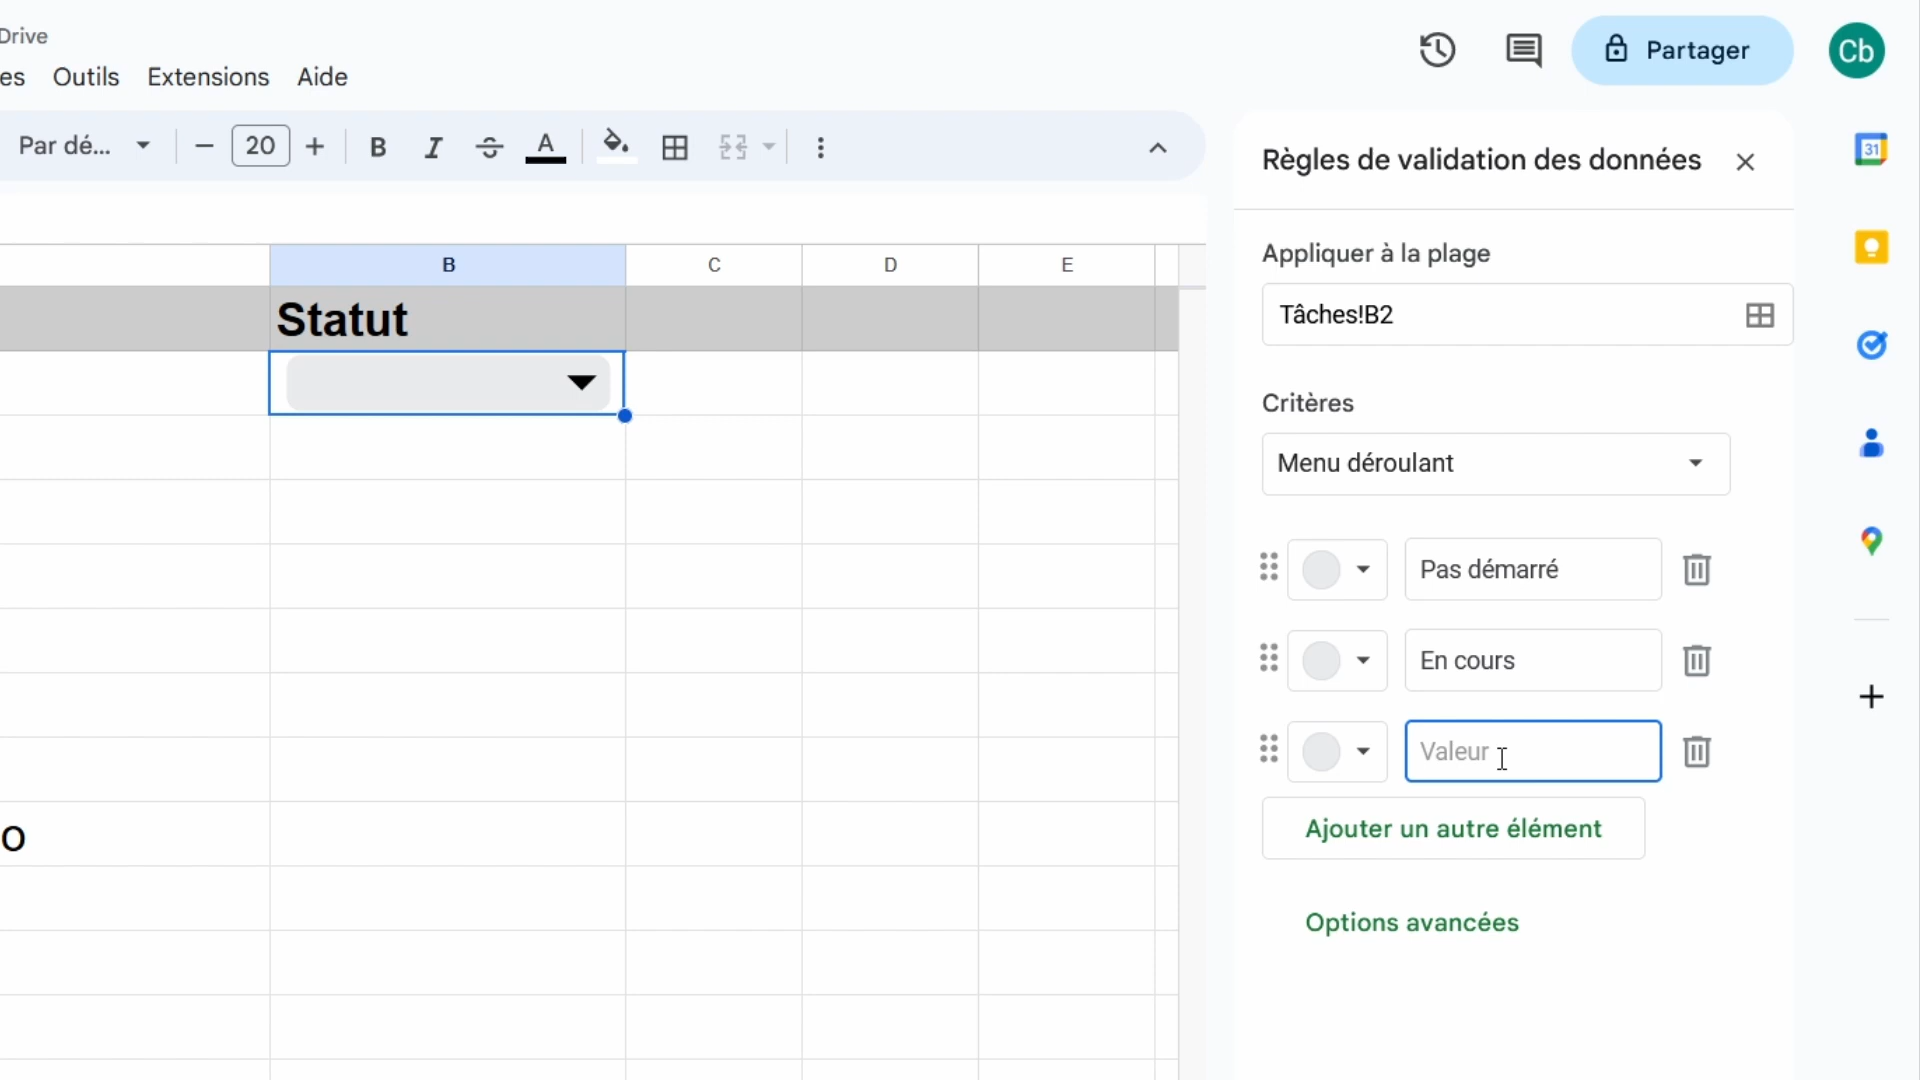 Drive
es Outils Extensions Aide
Partager
Cb
Par dé... 20 B I S A
31
Règles de validation des données
Appliquer à la plage
Tâches!B2
B C D E
Statut
Critères
Menu déroulant
Pas démarré
En cours
Valeur
Ajouter un autre élément
o
Options avancées